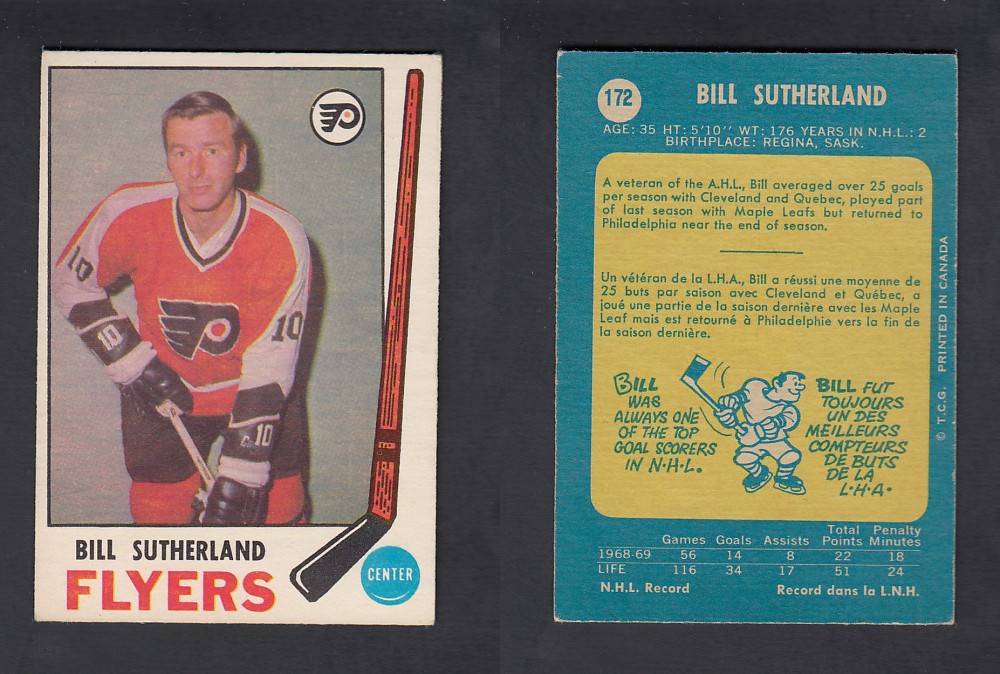 10
10
10
10
BILL SUTHERLAND
FLYERS
CENTER
172
BILL SUTHERLAND
AGE: 35 HT: 5'10'' WT: 176 YEARS IN N.H.L.: 2
BIRTHPLACE: REGINA, SASK.
A veteran of the A.H.L., Bill averaged over 25 goals
per season with Cleveland and Quebec, played part
of last season with Maple Leafs but returned to
Philadelphia near the end of season.
Un vétéran de la L.H.A., Bill a réussi une moyenne de
25 buts par saison avec Cleveland et Québec, a
joué une partie de la saison dernière avec les Maple
Leaf mais est retourné à Philadelphie vers la fin de
la saison dernière.
BILL
WAS
ALWAYS ONE
OF THE TOP
GOAL SCORERS
IN N·H·L.
BILL FUT
TOUJOURS
UN DES
MEILLEURS
COMPTEURS
DE BUTS
DE LA
L·H·A·
Games Goals Assists Total Points Penalty Minutes
1968-69 56 14 8 22 18
LIFE 116 34 17 51 24
N.H.L. Record Record dans la L.N.H.
© T.C.G. PRINTED IN CANADA